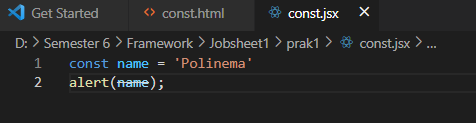 Get Started
<> const.html
const.jsx ×
D: > Semester 6 > Framework > Jobsheet1 > prak1 > const.jsx > ...
1 const name = 'Polinema'
2 alert(name);